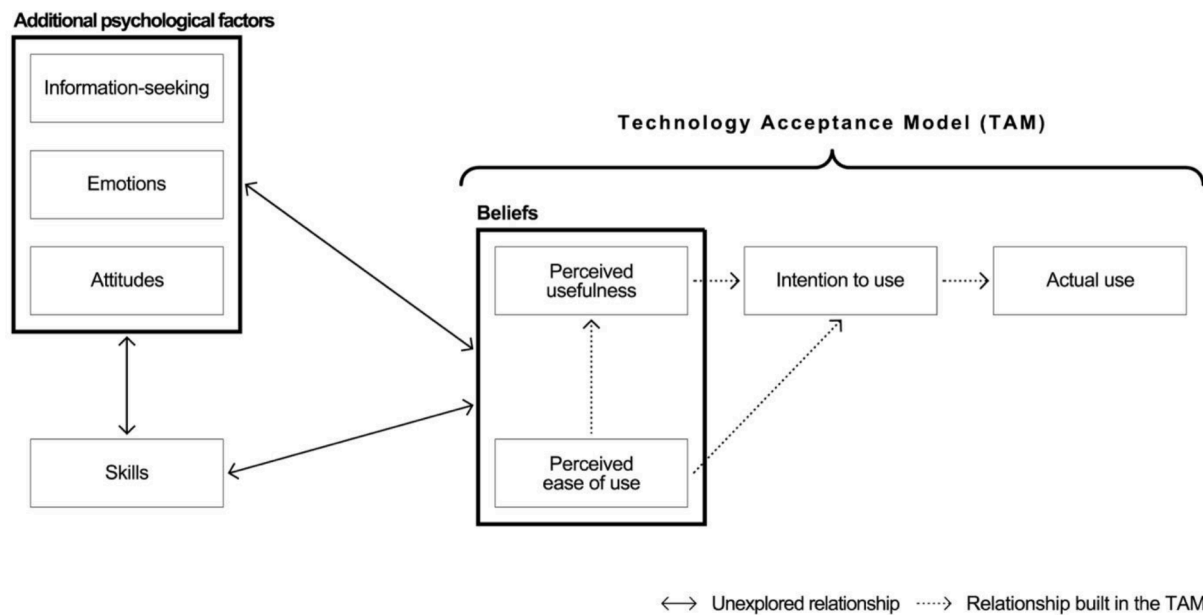 Additional psychological factors
Information-seeking
Emotions
Attitudes
Skills
Technology Acceptance Model (TAM)
Beliefs
Perceived
usefulness
Perceived
ease of use
Intention to use
Actual use
Unexplored relationship
Relationship built in the TAM